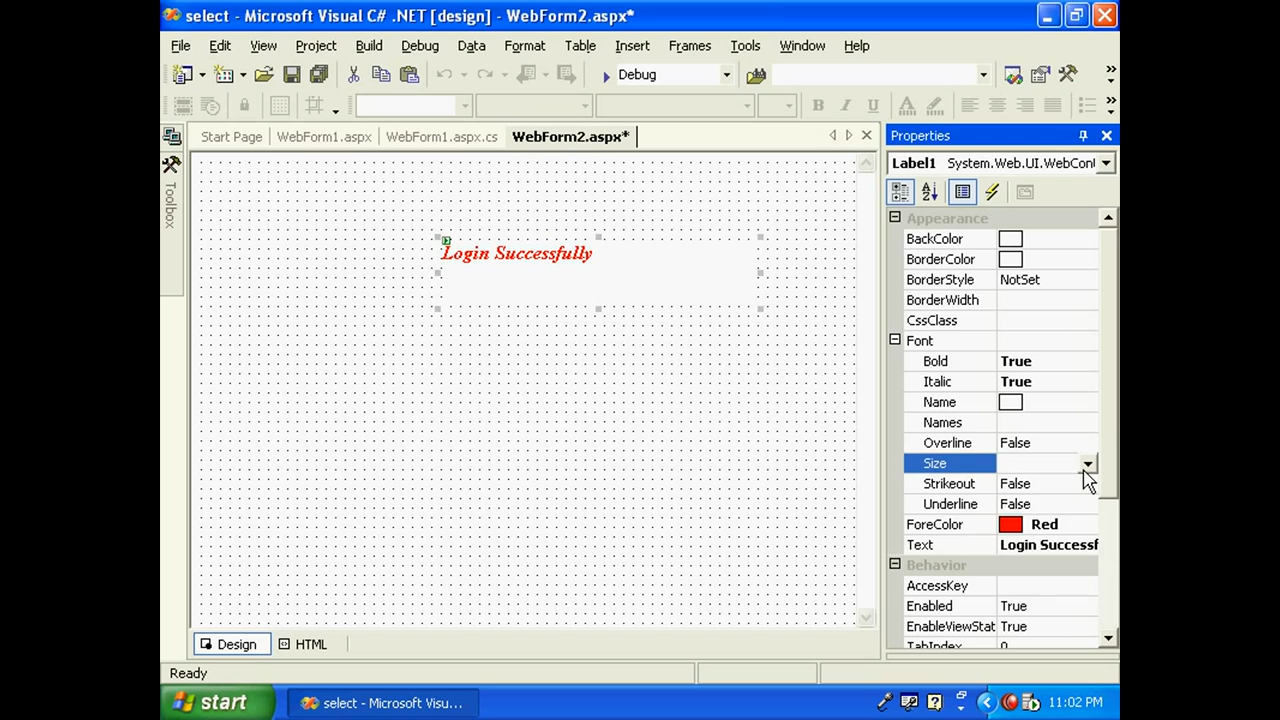 select - Microsoft Visual C# .NET [design] - WebForm2.aspx*
File Edit View Project Build Debug Data Format Table Insert Frames Tools Window Help
Debug
B I U A
Start Page WebForm1.aspx WebForm1.aspx.cs WebForm2.aspx*
Toolbox
Login Successfully
Design HTML
Properties
Label1 System.Web.UI.WebCont
Appearance
BackColor
BorderColor
BorderStyle NotSet
BorderWidth
CssClass
Font
Bold True
Italic True
Name
Names
Overline False
Size
Strikeout False
Underline False
ForeColor Red
Text Login Successf
Behavior
AccessKey
Enabled True
EnableViewStat True
TabIndex 0
Ready
start select - Microsoft Visu... 11:02 PM